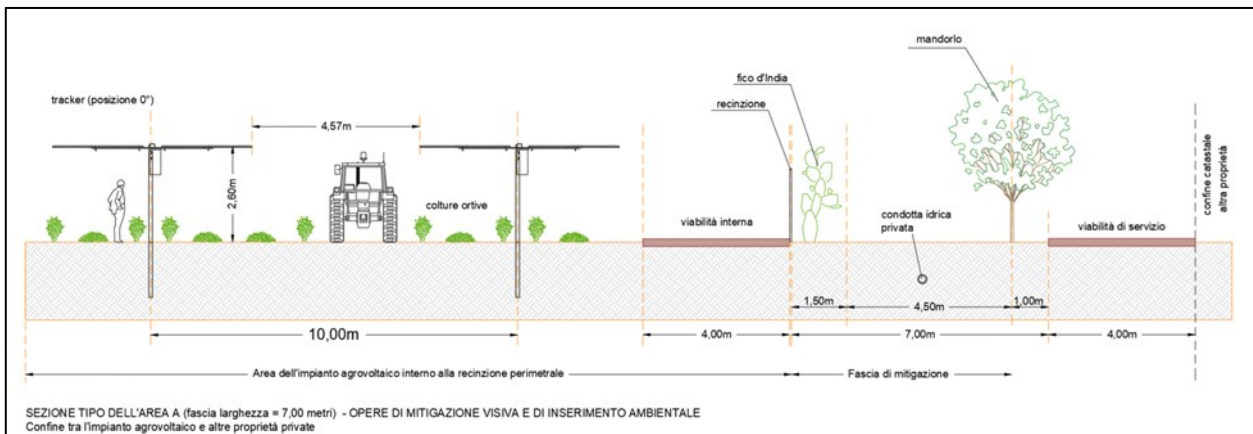 mandorlo
fico d'India
recinzione
tracker (posizione 0°)
4,57m
2,60m
colture ortive
viabilità interna
condotta idrica
privata
viabilità di servizio
confine catastale
altra proprietà
1,50m
4,50m
1,00m
10,00m
4,00m
7,00m
4,00m
Area dell'impianto agrovoltaico interno alla recinzione perimetrale
Fascia di mitigazione
SEZIONE TIPO DELL'AREA A (fascia larghezza = 7,00 metri) - OPERE DI MITIGAZIONE VISIVA E DI INSERIMENTO AMBIENTALE
Confine tra l'impianto agrovoltaico e altre proprietà private